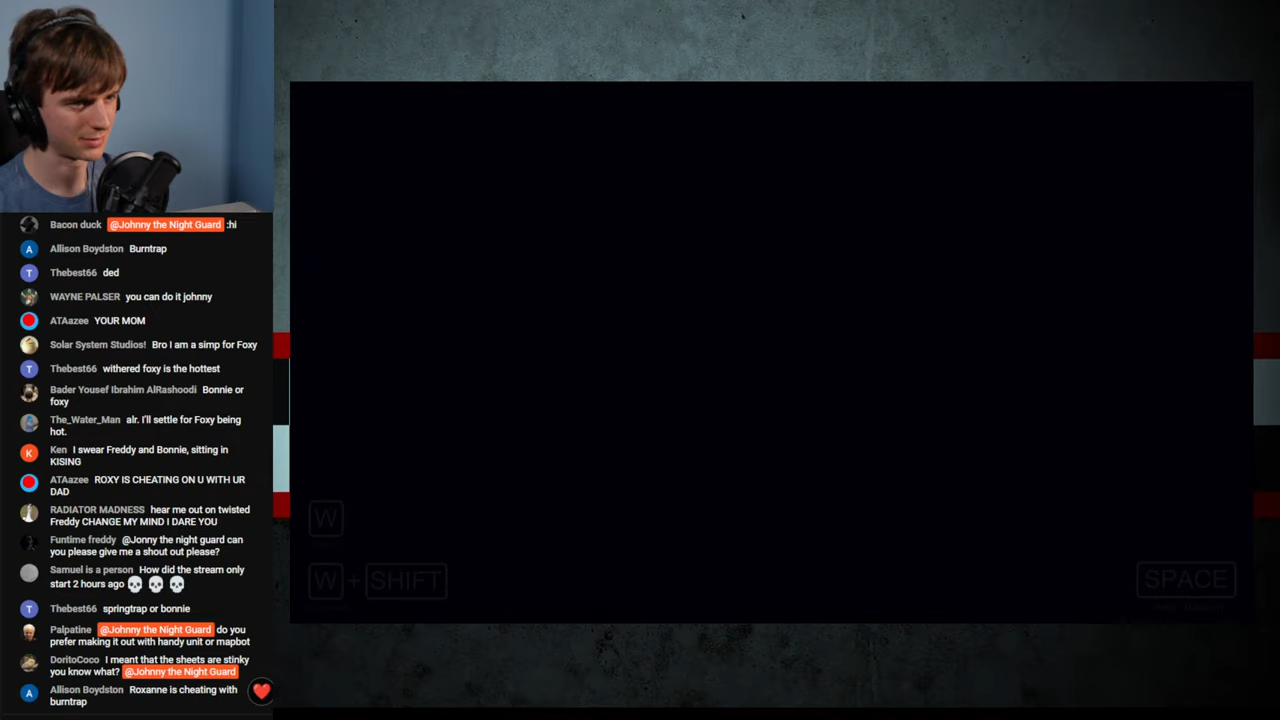 Bacon duck @Johnny the Night Guard :hi
A Allison Boydston Burntrap
T Thebest66 ded
WAYNE PALSER you can do it johnny
ATAazee YOUR MOM
Solar System Studios! Bro I am a simp for Foxy
T Thebest66 withered foxy is the hottest
Bader Yousef Ibrahim AlRashoodi Bonnie or
foxy
The_Water_Man alr. I'll settle for Foxy being
hot.
K Ken I swear Freddy and Bonnie, sitting in
KISING
ATAazee ROXY IS CHEATING ON U WITH UR
DAD
RADIATOR MADNESS hear me out on twisted
Freddy CHANGE MY MIND I DARE YOU
Funtime freddy @Jonny the night guard can
you please give me a shout out please?
Samuel is a person How did the stream only
start 2 hours ago 💀 💀 💀
T Thebest66 springtrap or bonnie
Palpatine @Johnny the Night Guard do you
prefer making it out with handy unit or mapbot
DoritoCoco I meant that the sheets are stinky
you know what? @Johnny the Night Guard
A Allison Boydston Roxanne is cheating with
burntrap
W
W + SHIFT
SPACE